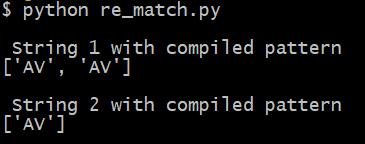 $ python re_match.py
String 1 with compiled pattern
['AV', 'AV']
String 2 with compiled pattern
['AV']